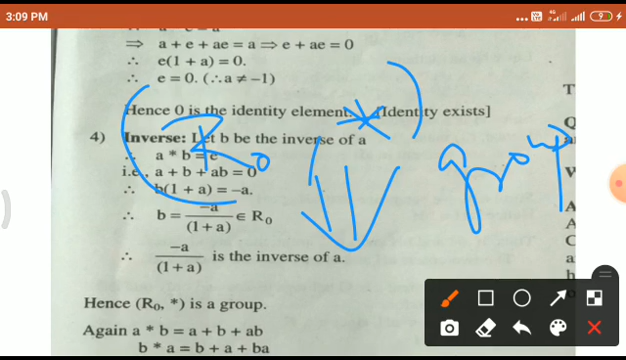 3:09 PM
⇒ a + e + ae = a ⇒ e + ae = 0
∴ e(1 + a) = 0.
∴ e = 0. (∴ a ≠ −1)
Hence 0 is the identity element. [Identity exists]
4) Inverse: Let b be the inverse of a
∴ a * b = e
i.e., a + b + ab = 0
∴ b(1 + a) = −a.
∴ b = −a/(1 + a) ∈ R₀
∴ −a/(1 + a) is the inverse of a.
Hence (R₀, *) is a group.
Again a * b = a + b + ab
b * a = b + a + ba
(R₀ *)
group
T
Q
A
A
C
a
h